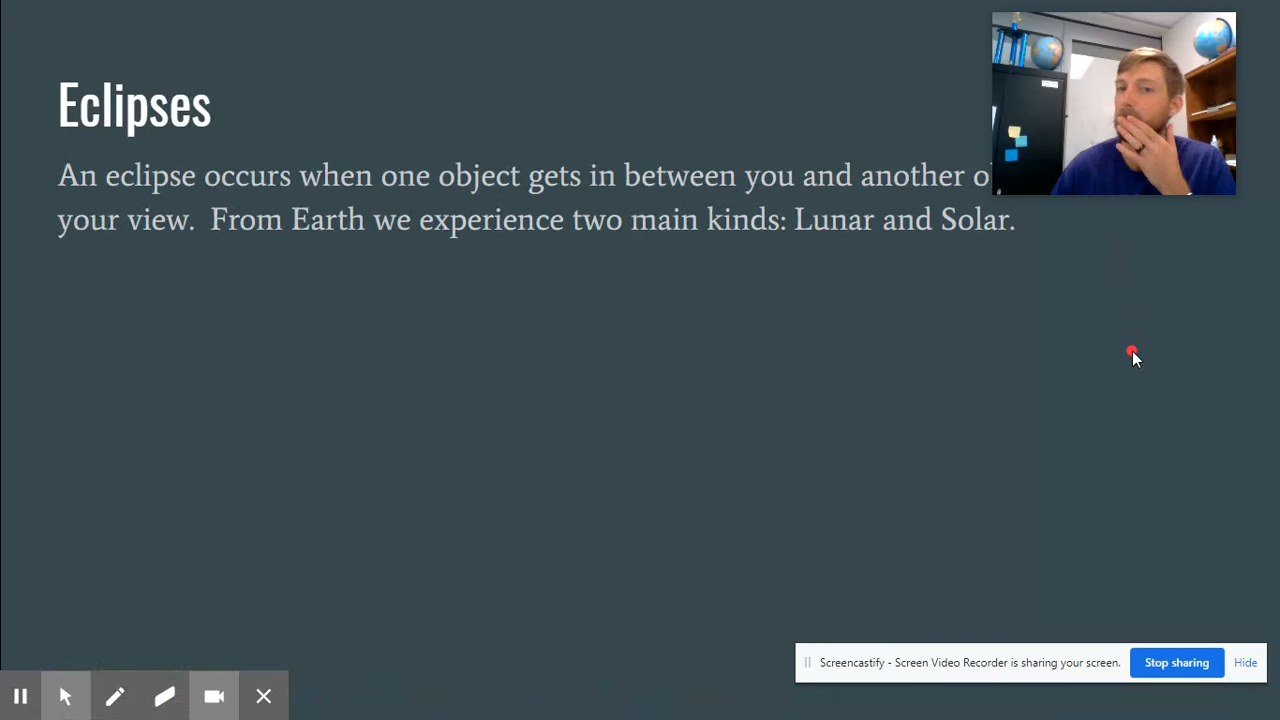 Eclipses
An eclipse occurs when one object gets in between you and another
your view.  From Earth we experience two main kinds: Lunar and Solar.
Screencastify - Screen Video Recorder is sharing your screen.
Stop sharing
Hide